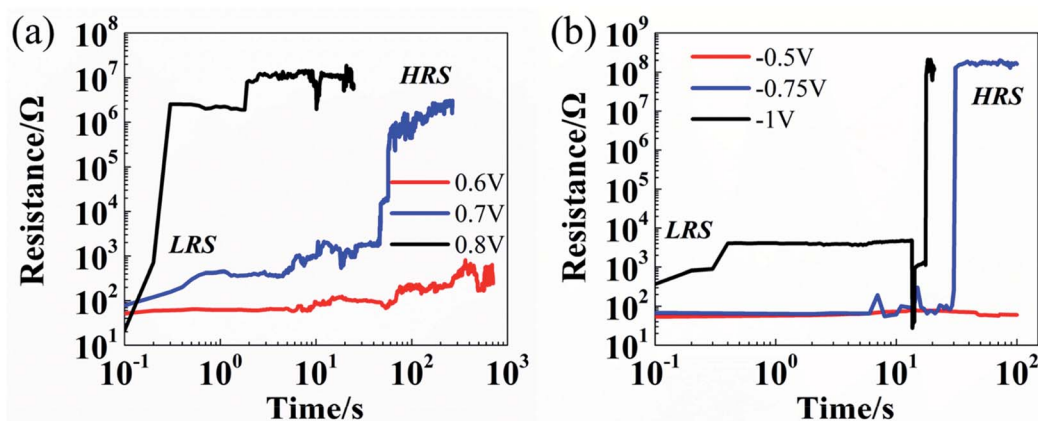 (a)
Resistance/Ω
10^8
10^7
10^6
10^5
10^4
10^3
10^2
10^1
HRS
LRS
0.6V
0.7V
0.8V
10^-1 10^0 10^1 10^2 10^3
Time/s
(b)
Resistance/Ω
10^9
10^8
10^7
10^6
10^5
10^4
10^3
10^2
10^1
-0.5V
-0.75V
-1V
HRS
LRS
10^-1 10^0 10^1 10^2
Time/s